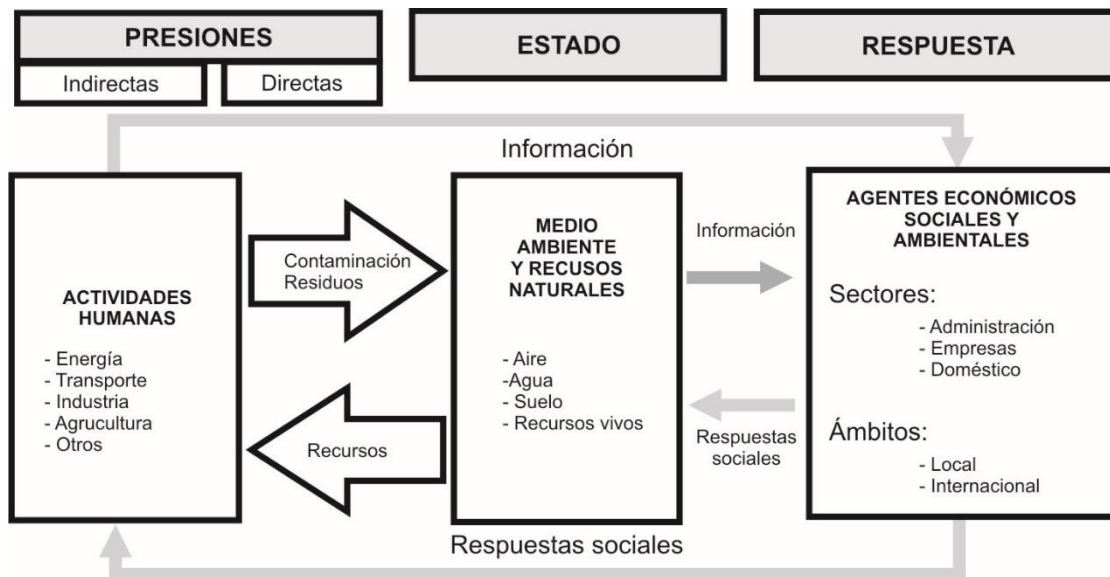 PRESIONES
Indirectas
Directas
ESTADO
RESPUESTA
Información
ACTIVIDADES
HUMANAS
- Energía
- Transporte
- Industria
- Agrucultura
- Otros
Contaminación
Residuos
Recursos
MEDIO
AMBIENTE
Y RECUSOS
NATURALES
- Aire
-Agua
- Suelo
- Recursos vivos
Información
Respuestas
sociales
AGENTES ECONÓMICOS
SOCIALES Y
AMBIENTALES
Sectores:
- Administración
- Empresas
- Doméstico
Ámbitos:
- Local
- Internacional
Respuestas sociales